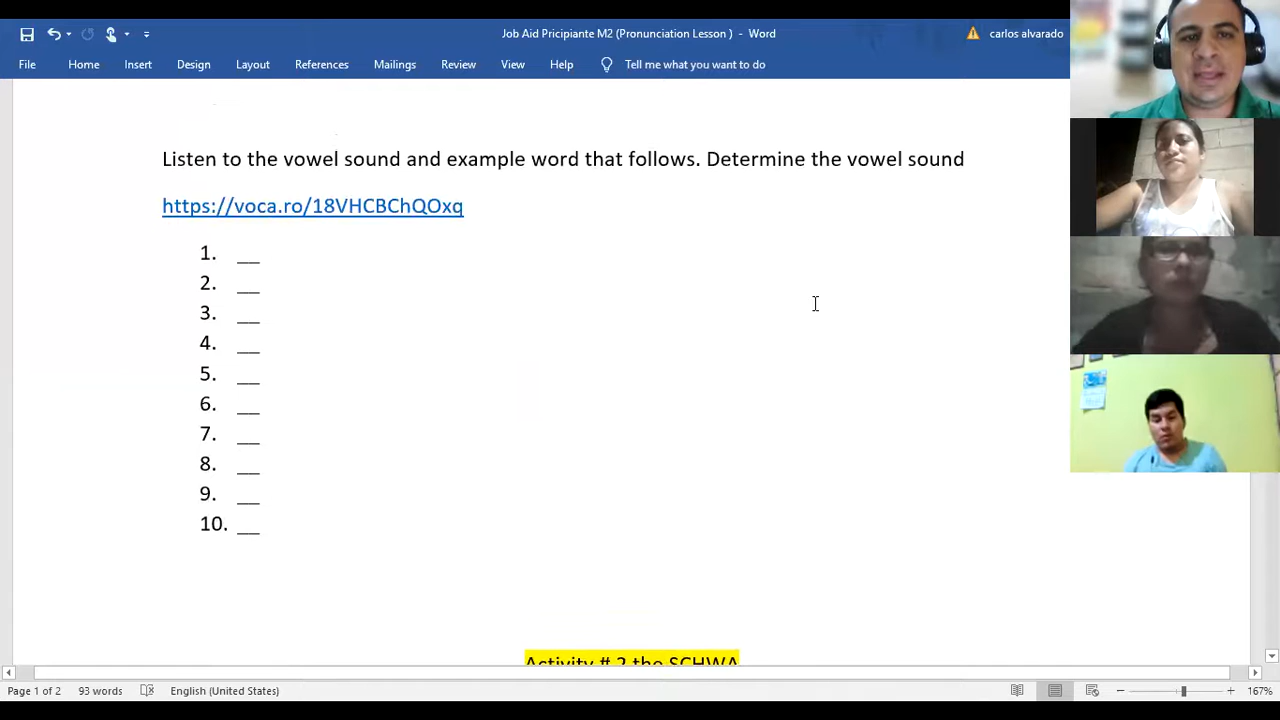 Job Aid Pricipiante M2 (Pronunciation Lesson ) - Word
carlos alvarado
File Home Insert Design Layout References Mailings Review View Help Tell me what you want to do
Listen to the vowel sound and example word that follows. Determine the vowel sound
https://voca.ro/18VHCBChQOxq
1. __
2. __
3. __
4. __
5. __
6. __
7. __
8. __
9. __
10. __
Activity # 2 the SCHWA
Page 1 of 2 93 words English (United States) 167%